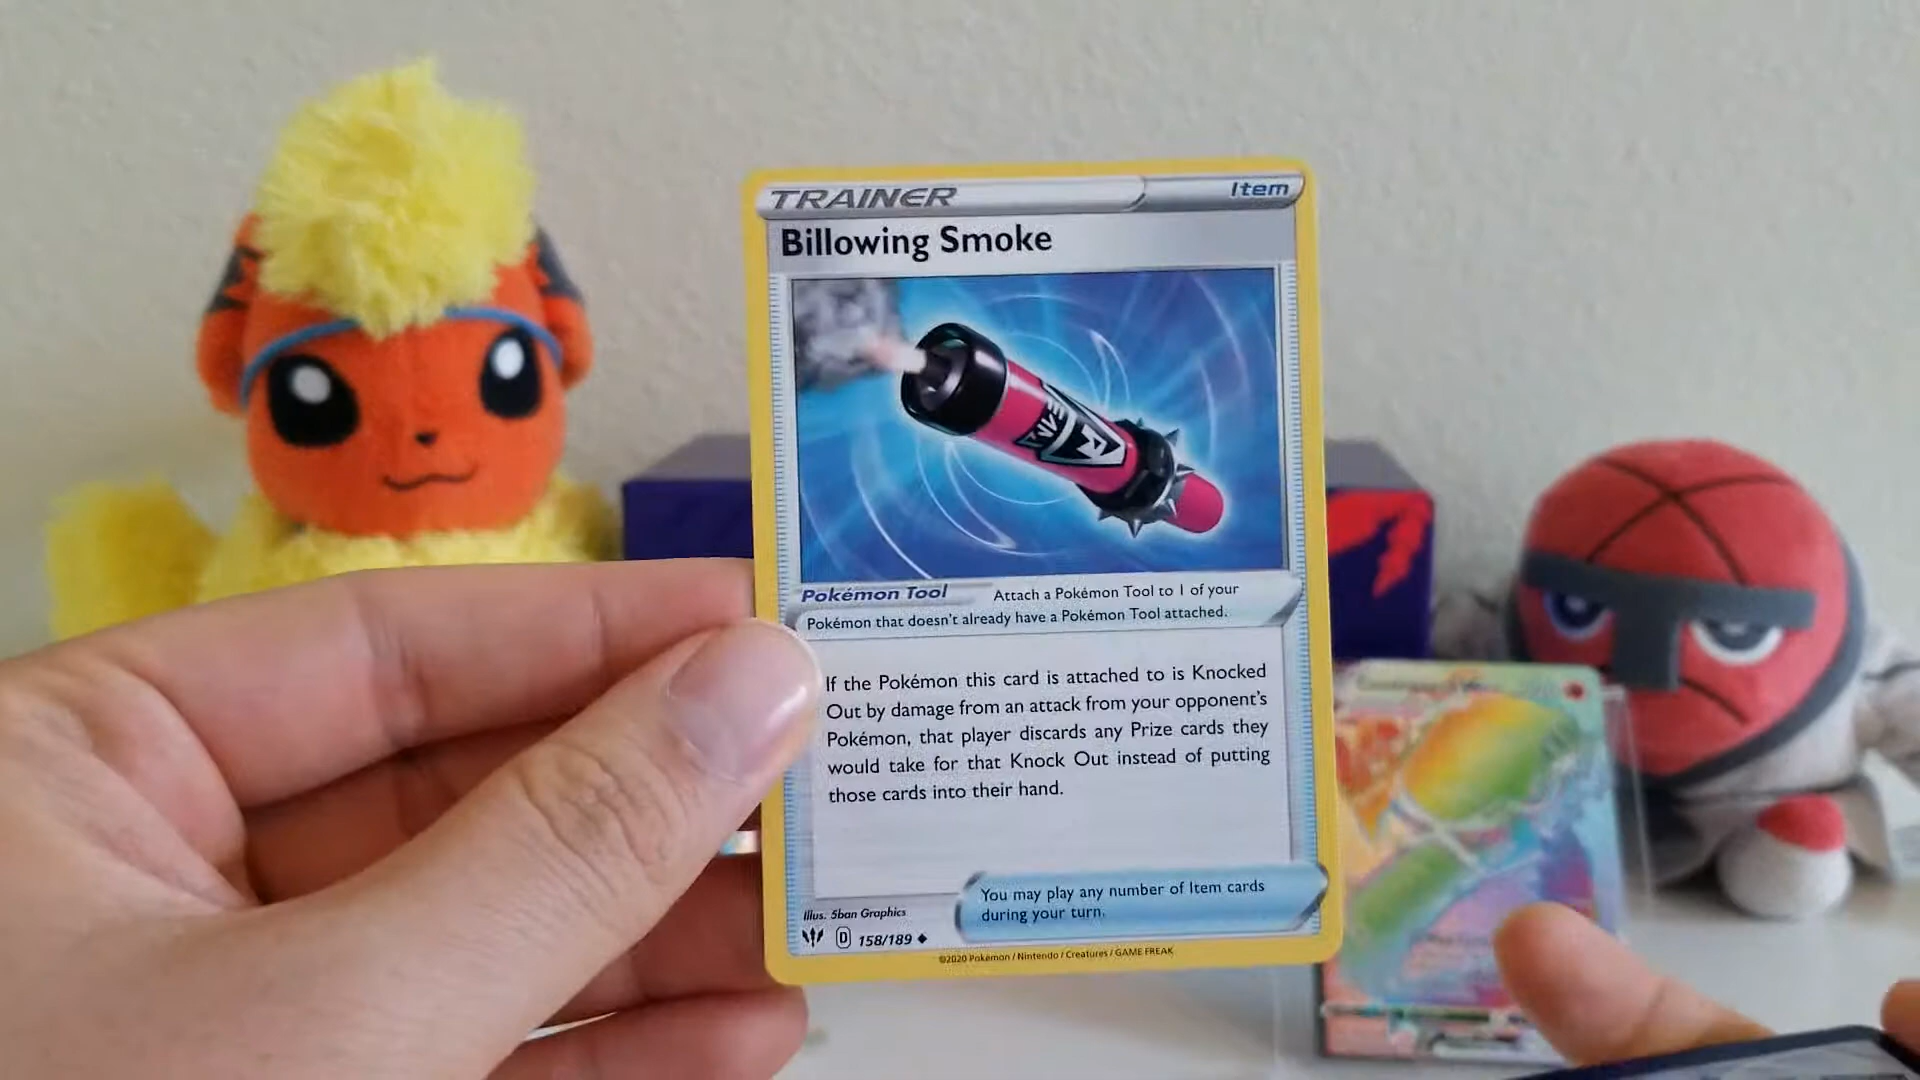 TRAINER Item
Billowing Smoke
Pokémon Tool Attach a Pokémon Tool to 1 of your
Pokémon that doesn't already have a Pokémon Tool attached.
If the Pokémon this card is attached to is Knocked
Out by damage from an attack from your opponent's
Pokémon, that player discards any Prize cards they
would take for that Knock Out instead of putting
those cards into their hand.
You may play any number of Item cards
during your turn.
Illus. 5ban Graphics
D 158/189
©2020 Pokémon / Nintendo / Creatures / GAME FREAK